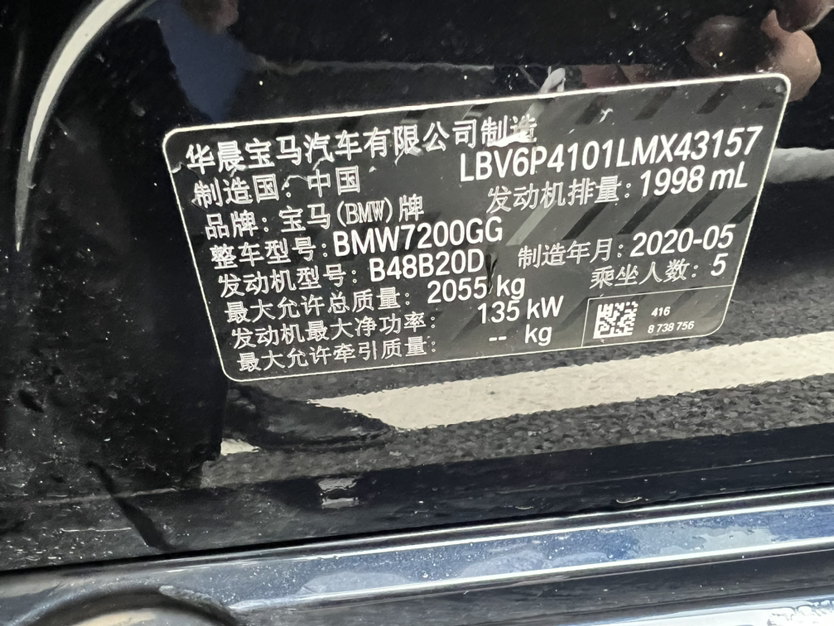 华晨宝马汽车有限公司制造
LBV6P4101LMX43157
制造国: 中国
发动机排量: 1998 mL
品牌: 宝马(BMW)牌
整车型号: BMW7200GG
制造年月: 2020-05
发动机型号: B48B20D
乘坐人数: 5
最大允许总质量: 2055 kg
发动机最大净功率: 135 kW
最大允许牵引质量: -- kg
416
8 738 756